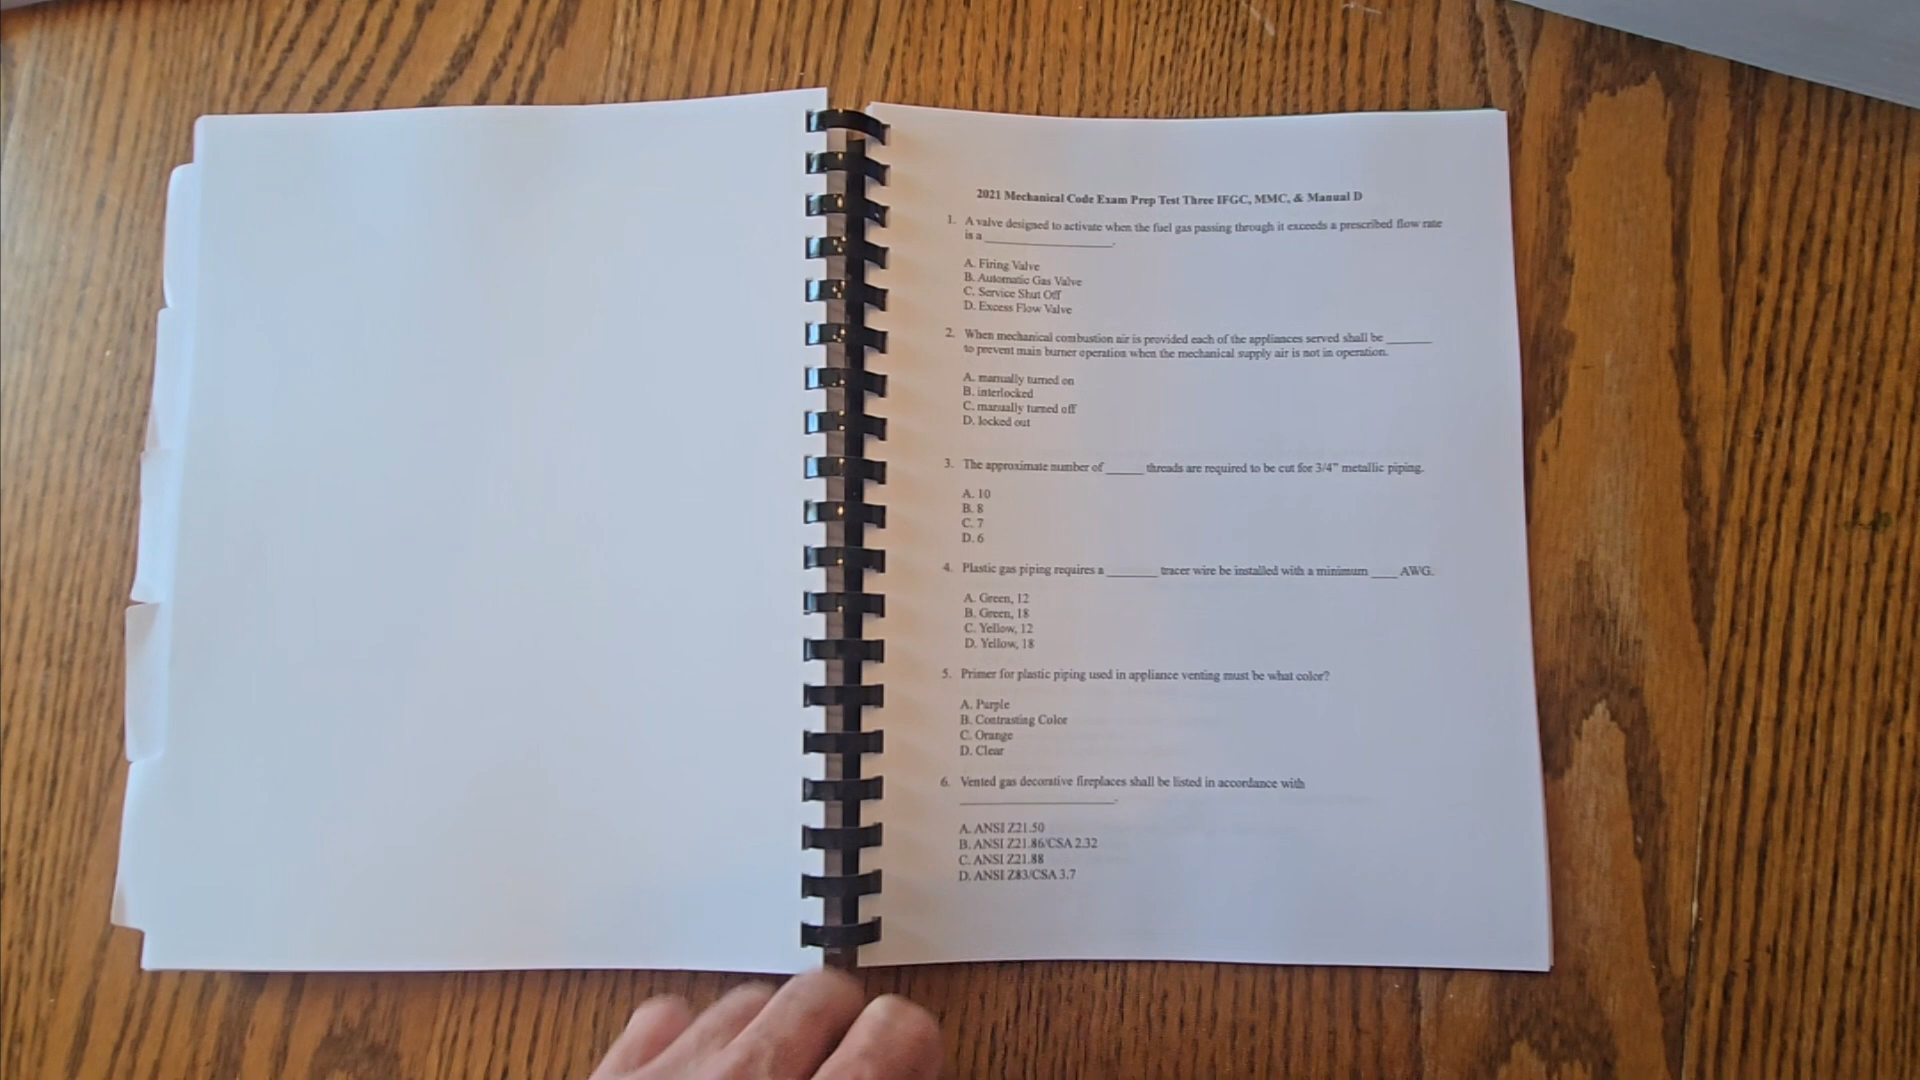 2021 Mechanical Code Exam Prep Test Three IFGC, MMC, & Manual D
1. A valve designed to activate when the fuel gas passing through it exceeds a prescribed flow rate
is a ____________________.
A. Firing Valve
B. Automatic Gas Valve
C. Service Shut Off
D. Excess Flow Valve
2. When mechanical combustion air is provided each of the appliances served shall be _______
to prevent main burner operation when the mechanical supply air is not in operation.
A. manually turned on
B. interlocked
C. manually turned off
D. locked out
3. The approximate number of ______ threads are required to be cut for 3/4" metallic piping.
A. 10
B. 8
C. 7
D. 6
4. Plastic gas piping requires a ________ tracer wire be installed with a minimum ____ AWG.
A. Green, 12
B. Green, 18
C. Yellow, 12
D. Yellow, 18
5. Primer for plastic piping used in appliance venting must be what color?
A. Purple
B. Contrasting Color
C. Orange
D. Clear
6. Vented gas decorative fireplaces shall be listed in accordance with
________________________.
A. ANSI Z21.50
B. ANSI Z21.86/CSA 2.32
C. ANSI Z21.88
D. ANSI Z83/CSA 3.7